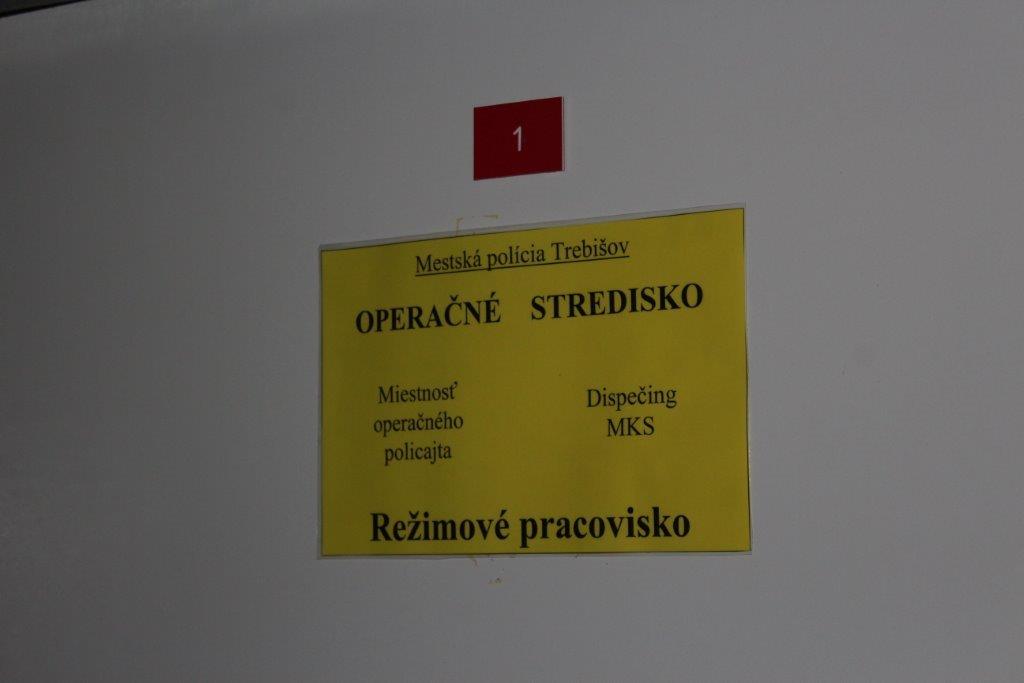 1
Mestská polícia Trebišov
OPERAČNÉ STREDISKO
Miestnosť
operačného
policajta
Dispečing
MKS
Režimové pracovisko